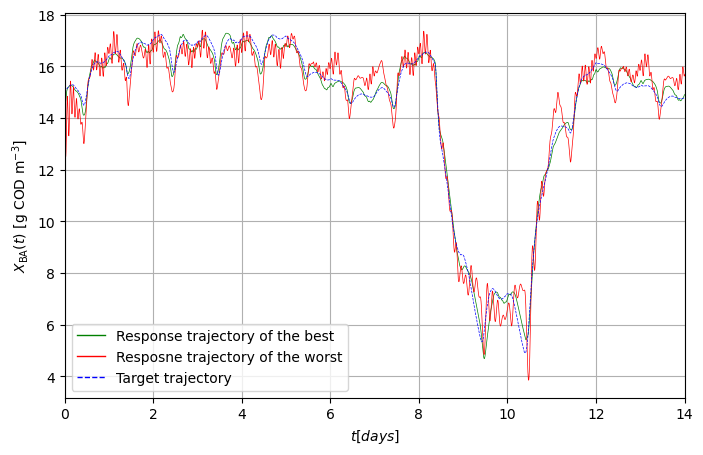 18
16
14
12
10
8
6
4
X_BA(t) [g COD m⁻³]
Response trajectory of the best
Resposne trajectory of the worst
Target trajectory
0 2 4 6 8 10 12 14
t[days]